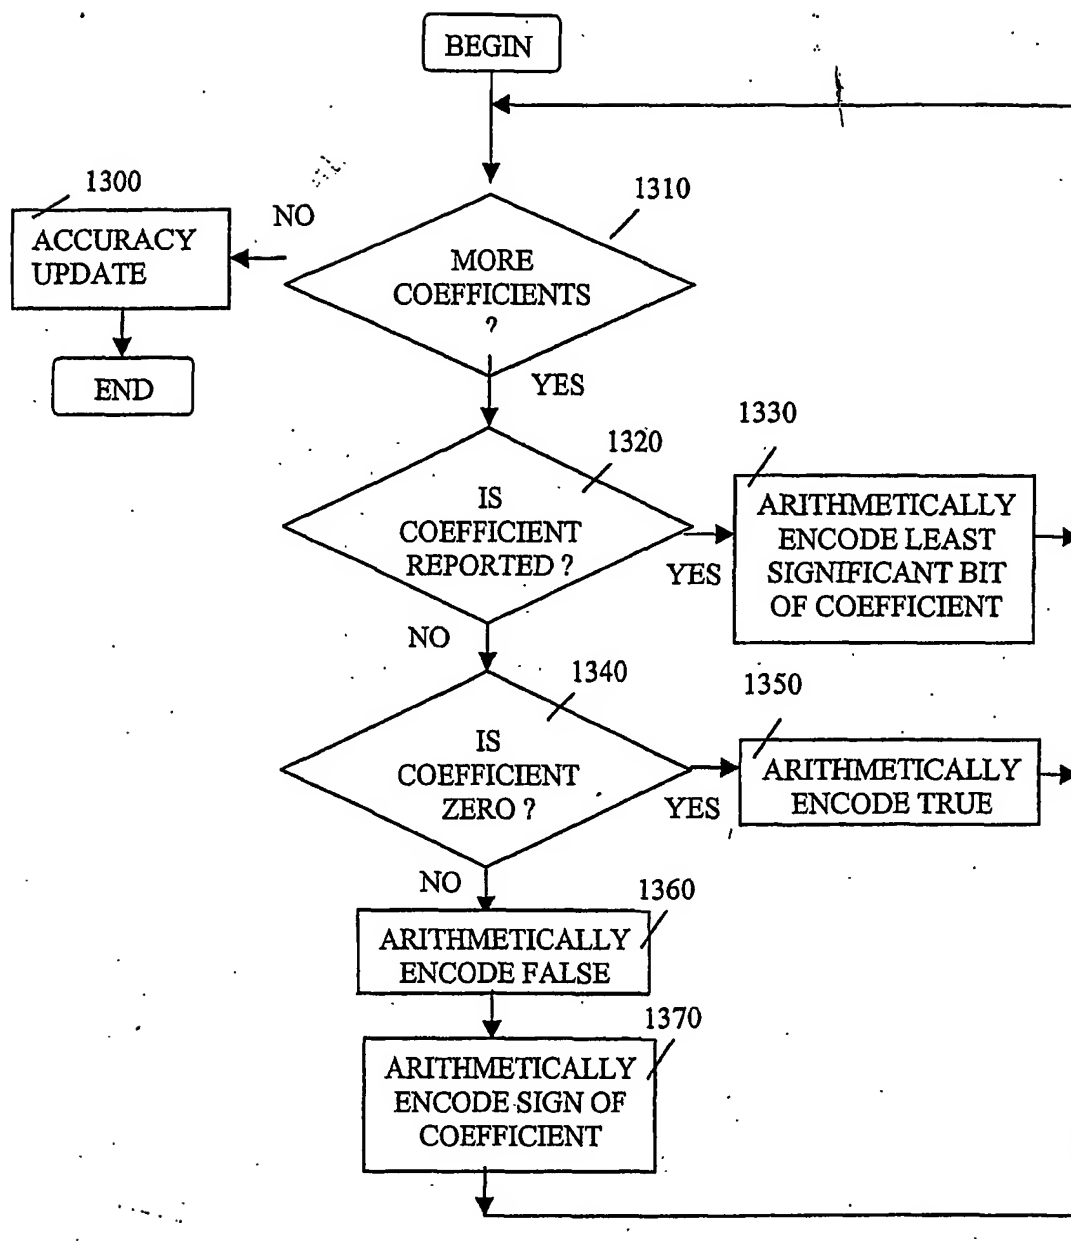 BEGIN
1300
1310
NO
ACCURACY
UPDATE
MORE
COEFFICIENTS
?
END
YES
1330
1320
IS
COEFFICIENT
REPORTED ?
ARITHMETICALLY
ENCODE LEAST
SIGNIFICANT BIT
OF COEFFICIENT
YES
NO
1340
1350
IS
COEFFICIENT
ZERO ?
ARITHMETICALLY
ENCODE TRUE
YES
NO
1360
ARITHMETICALLY
ENCODE FALSE
1370
ARITHMETICALLY
ENCODE SIGN OF
COEFFICIENT